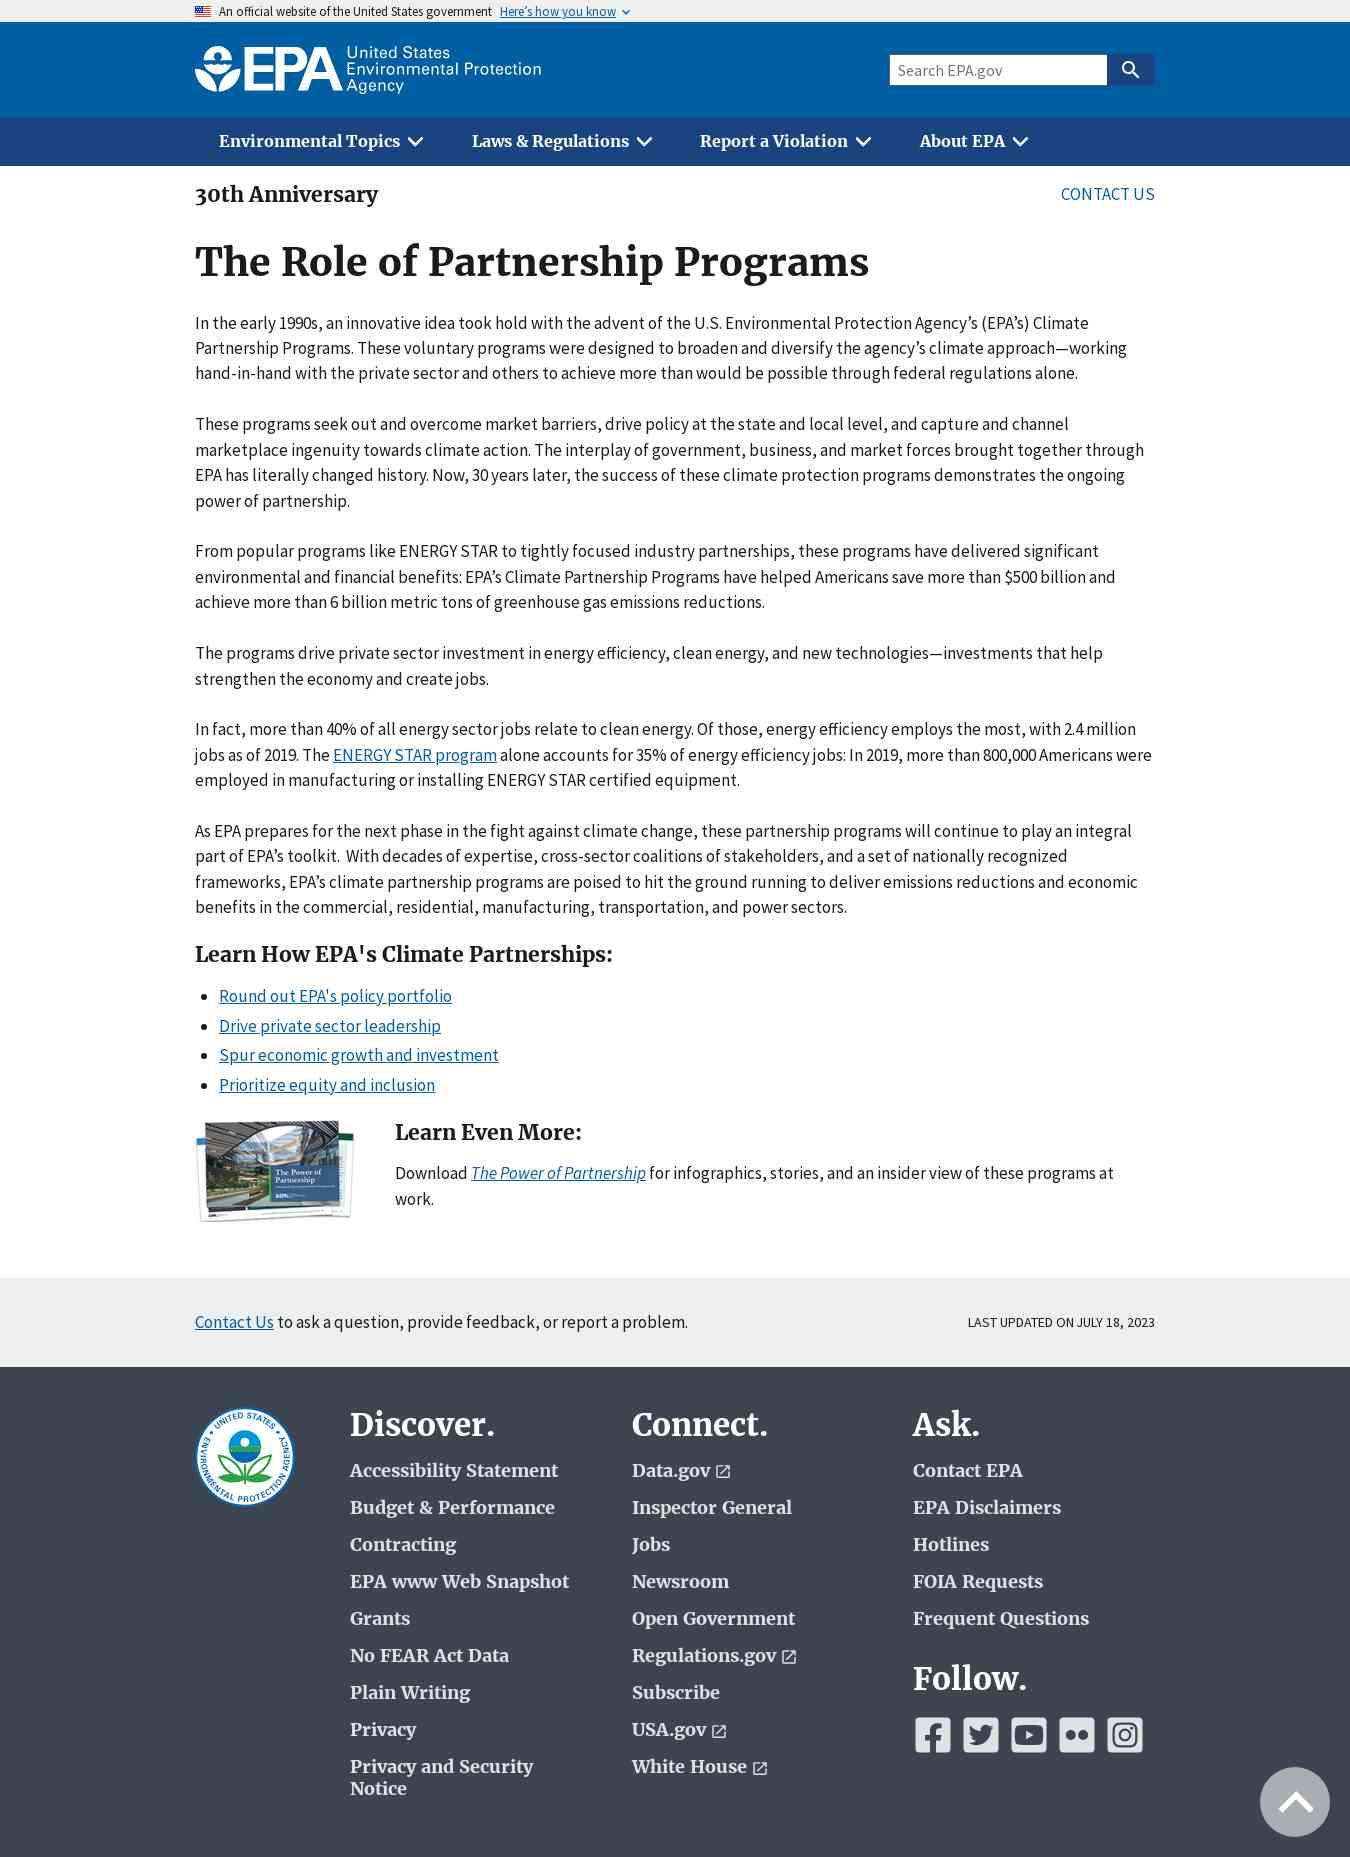 An official website of the United States government Here’s how you know
United States
Environmental Protection
Agency
EPA
Search EPA.gov
Environmental Topics Laws & Regulations Report a Violation About EPA
30th Anniversary
CONTACT US
The Role of Partnership Programs
In the early 1990s, an innovative idea took hold with the advent of the U.S. Environmental Protection Agency’s (EPA’s) Climate
Partnership Programs. These voluntary programs were designed to broaden and diversify the agency’s climate approach—working
hand-in-hand with the private sector and others to achieve more than would be possible through federal regulations alone.
These programs seek out and overcome market barriers, drive policy at the state and local level, and capture and channel
marketplace ingenuity towards climate action. The interplay of government, business, and market forces brought together through
EPA has literally changed history. Now, 30 years later, the success of these climate protection programs demonstrates the ongoing
power of partnership.
From popular programs like ENERGY STAR to tightly focused industry partnerships, these programs have delivered significant
environmental and financial benefits: EPA’s Climate Partnership Programs have helped Americans save more than $500 billion and
achieve more than 6 billion metric tons of greenhouse gas emissions reductions.
The programs drive private sector investment in energy efficiency, clean energy, and new technologies—investments that help
strengthen the economy and create jobs.
In fact, more than 40% of all energy sector jobs relate to clean energy. Of those, energy efficiency employs the most, with 2.4 million
jobs as of 2019. The ENERGY STAR program alone accounts for 35% of energy efficiency jobs: In 2019, more than 800,000 Americans were
employed in manufacturing or installing ENERGY STAR certified equipment.
As EPA prepares for the next phase in the fight against climate change, these partnership programs will continue to play an integral
part of EPA’s toolkit. With decades of expertise, cross-sector coalitions of stakeholders, and a set of nationally recognized
frameworks, EPA’s climate partnership programs are poised to hit the ground running to deliver emissions reductions and economic
benefits in the commercial, residential, manufacturing, transportation, and power sectors.
Learn How EPA's Climate Partnerships:
Round out EPA's policy portfolio
Drive private sector leadership
Spur economic growth and investment
Prioritize equity and inclusion
The Power of
Partnership
Learn Even More:
Download The Power of Partnership for infographics, stories, and an insider view of these programs at
work.
Contact Us to ask a question, provide feedback, or report a problem.
LAST UPDATED ON JULY 18, 2023
UNITED STATES
ENVIRONMENTAL PROTECTION AGENCY
Discover.
Accessibility Statement
Budget & Performance
Contracting
EPA www Web Snapshot
Grants
No FEAR Act Data
Plain Writing
Privacy
Privacy and Security
Notice
Connect.
Data.gov
Inspector General
Jobs
Newsroom
Open Government
Regulations.gov
Subscribe
USA.gov
White House
Ask.
Contact EPA
EPA Disclaimers
Hotlines
FOIA Requests
Frequent Questions
Follow.